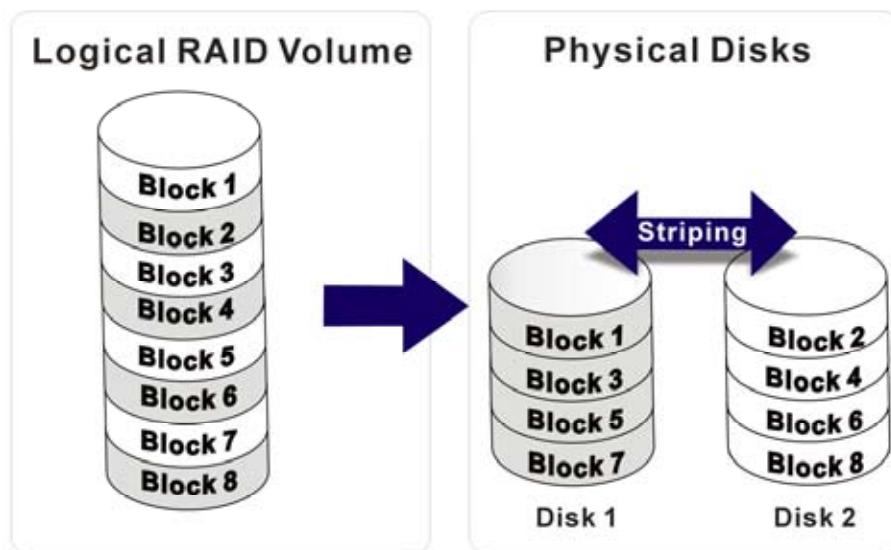 Logical RAID Volume
Block 1
Block 2
Block 3
Block 4
Block 5
Block 6
Block 7
Block 8
Physical Disks
Striping
Block 1
Block 3
Block 5
Block 7
Disk 1
Block 2
Block 4
Block 6
Block 8
Disk 2